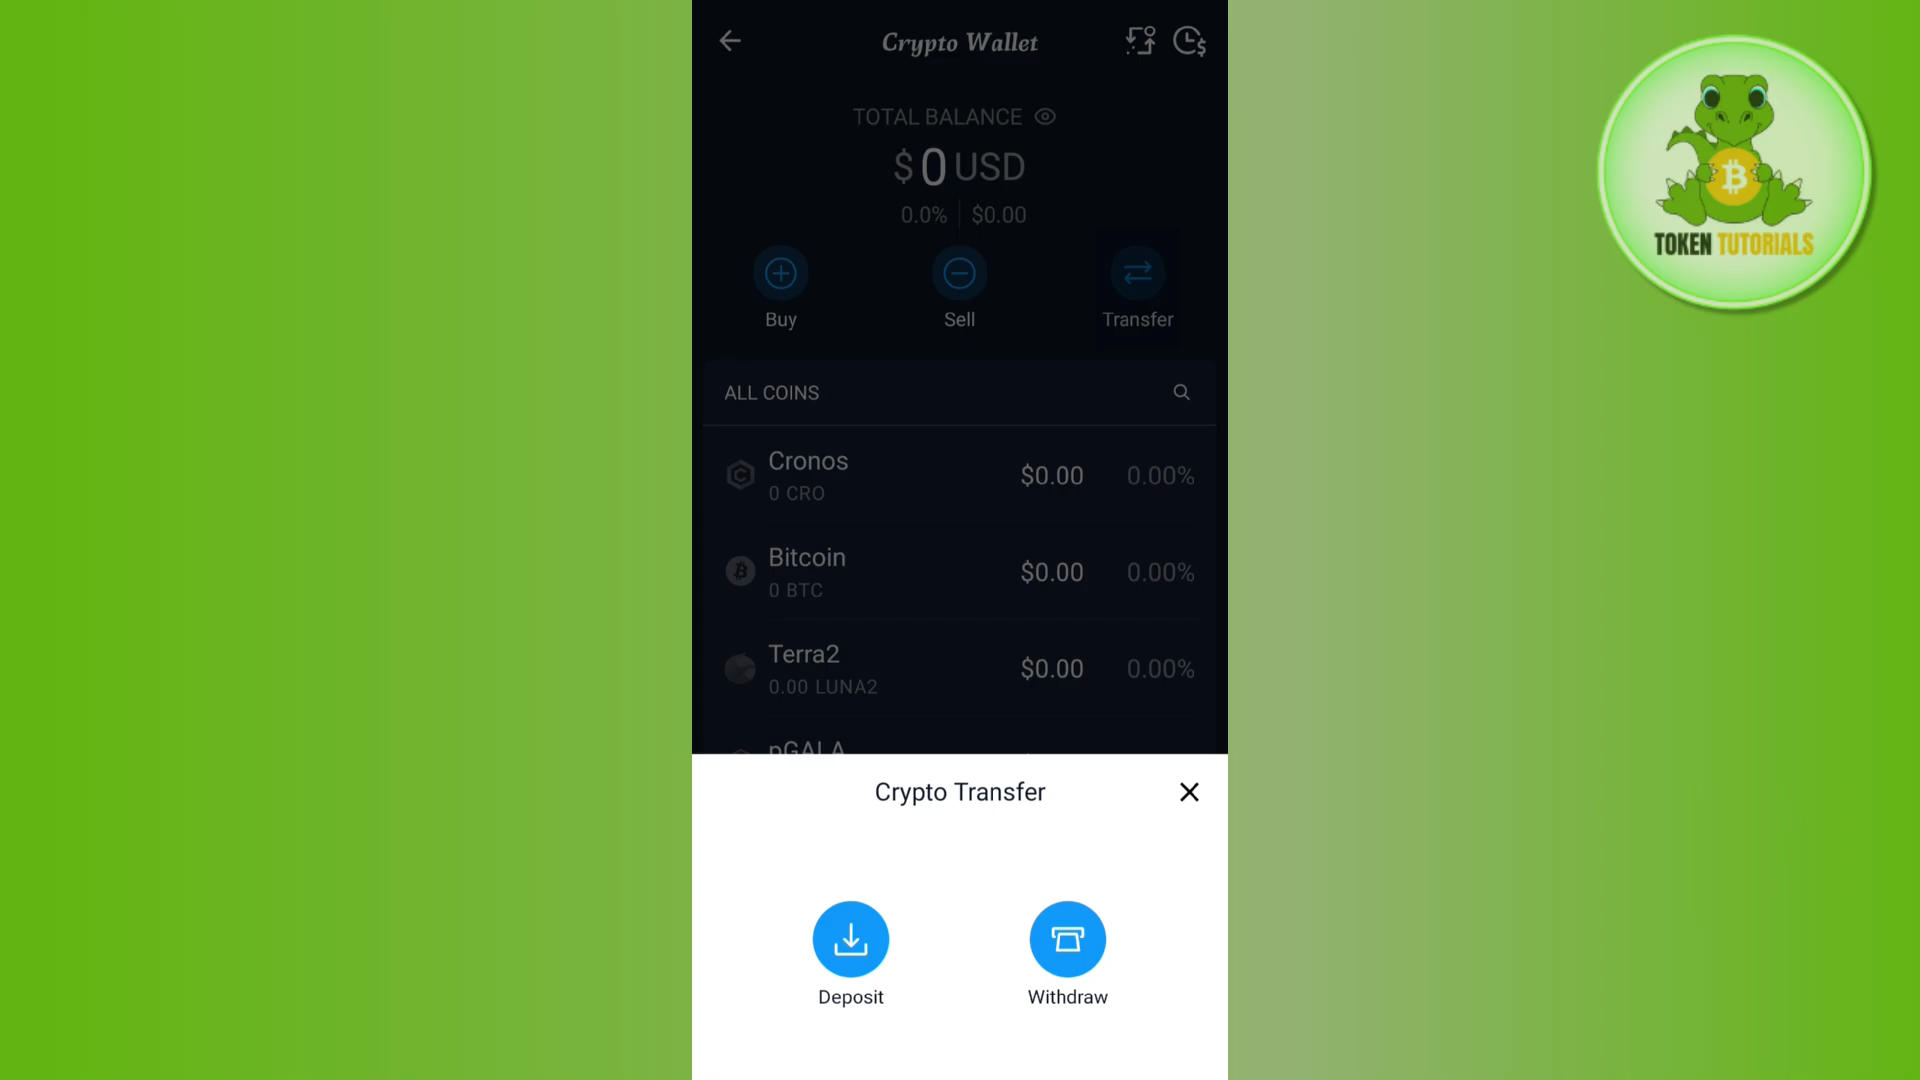 Crypto Wallet
TOTAL BALANCE
$ 0 USD
0.0% $0.00
Buy Sell Transfer
ALL COINS
Cronos $0.00 0.00%
0 CRO
Bitcoin $0.00 0.00%
0 BTC
Terra2 $0.00 0.00%
0.00 LUNA2
pGALA
Crypto Transfer
Deposit Withdraw
TOKEN TUTORIALS